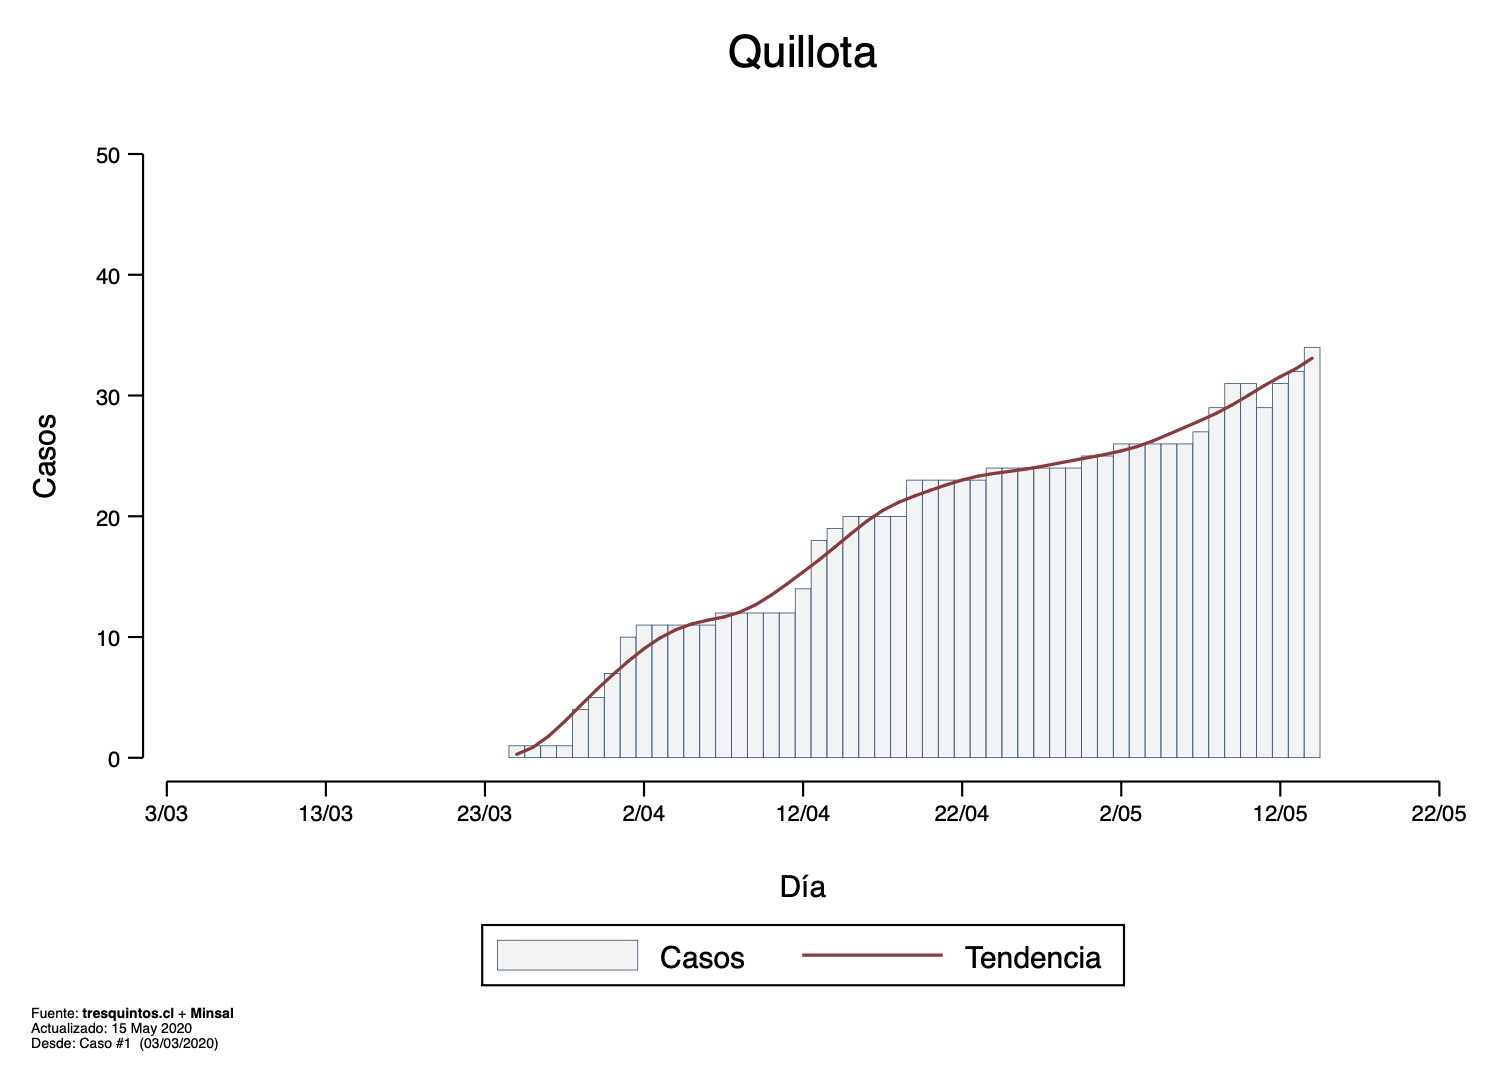 Quillota
50
40
30
20
10
0
Casos
3/03 13/03 23/03 2/04 12/04 22/04 2/05 12/05 22/05
Día
Casos Tendencia
Fuente: tresquintos.cl + Minsal
Actualizado: 15 May 2020
Desde: Caso #1 (03/03/2020)